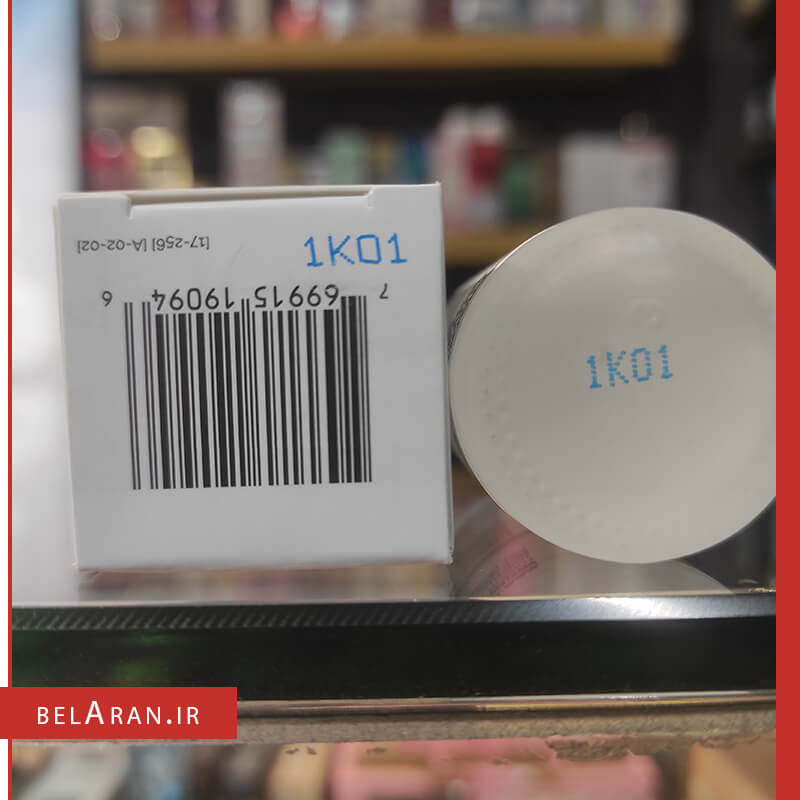 [17-256] [A-02-02]
1K01
7 69915 19094 6
1K01
BELARAN.IR